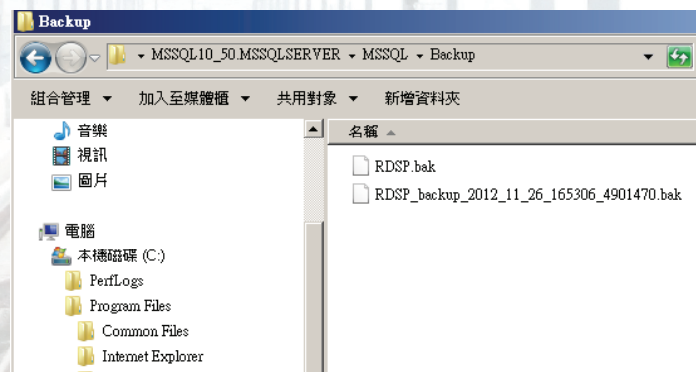 Backup
MSSQL10_50.MSSQLSERVER MSSQL Backup
組合管理 加入至媒體櫃 共用對象 新增資料夾
音樂
視訊
圖片
電腦
本機磁碟 (C:)
PerfLogs
Program Files
Common Files
Internet Explorer
名稱
RDSP.bak
RDSP_backup_2012_11_26_165306_4901470.bak